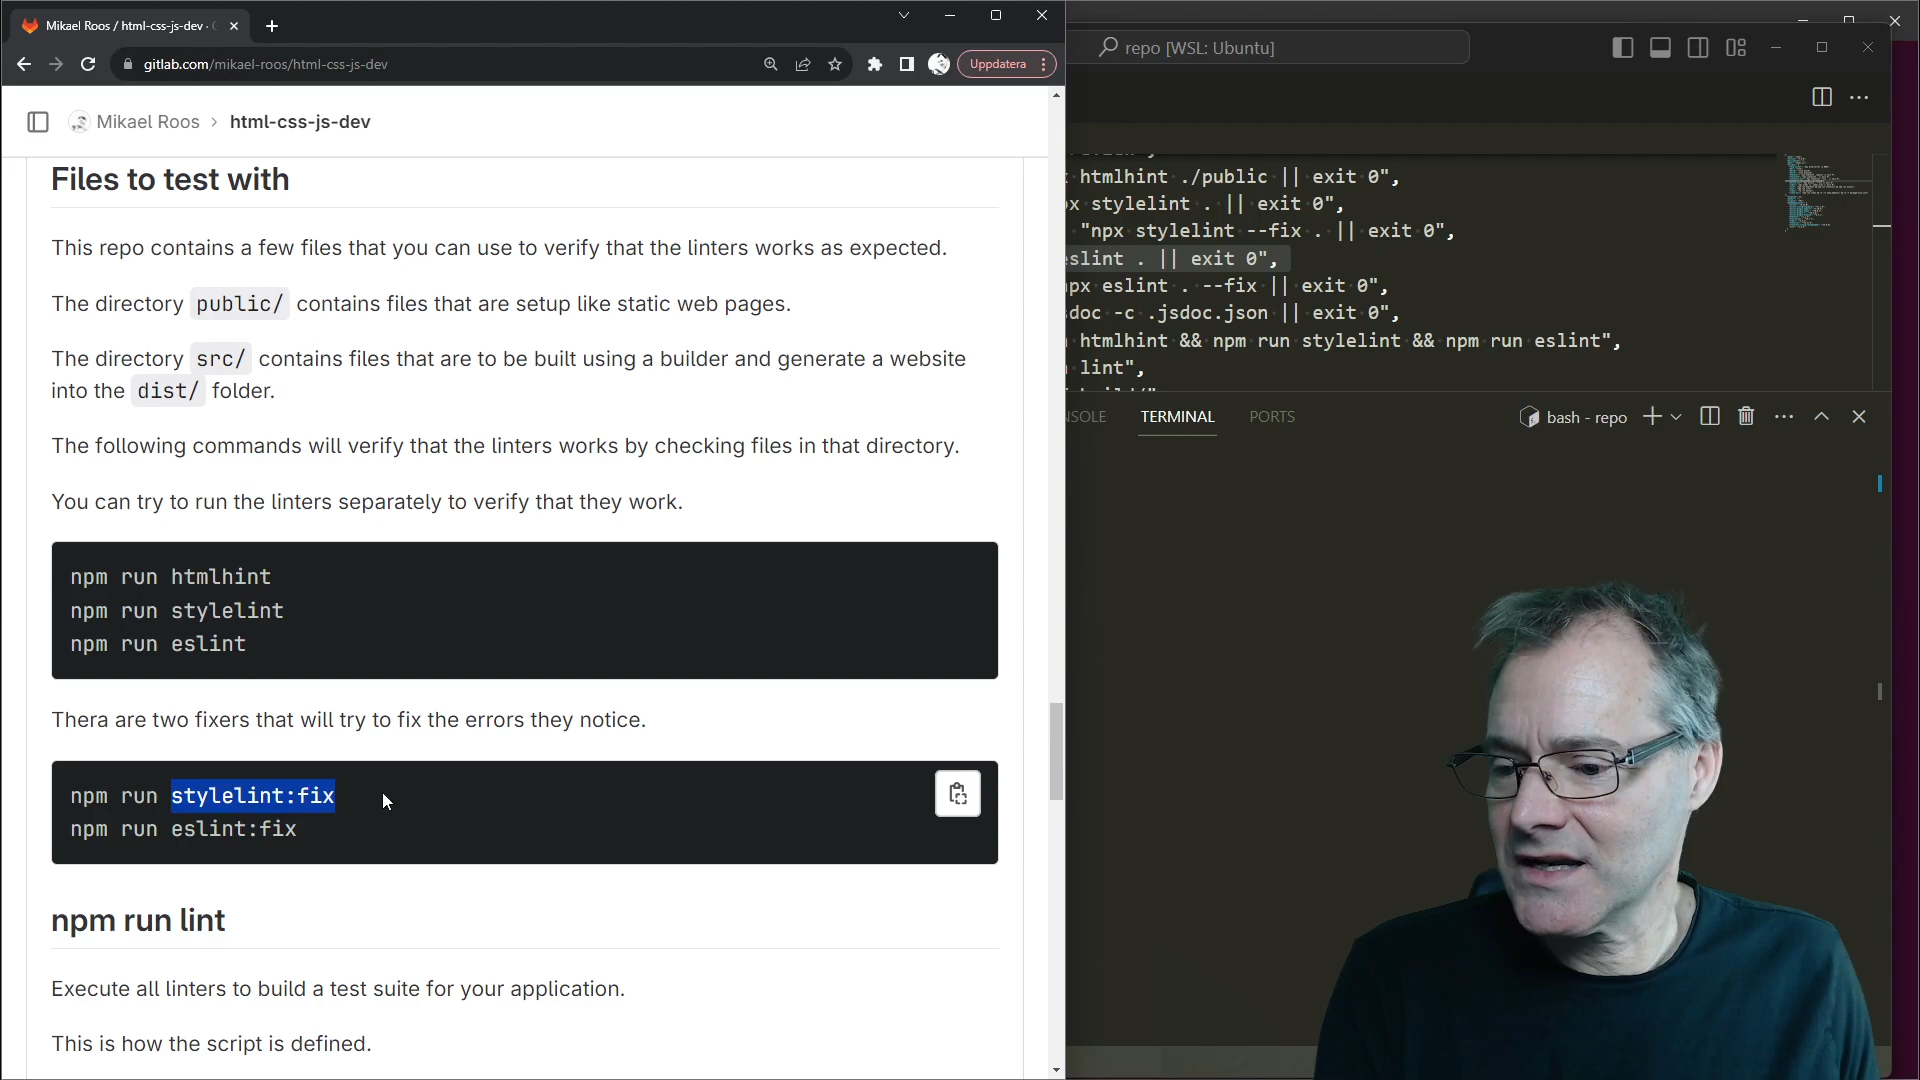 Mikael Roos / html-css-js-dev ·
gitlab.com/mikael-roos/html-css-js-dev
Uppdatera
Mikael Roos > html-css-js-dev
Files to test with
This repo contains a few files that you can use to verify that the linters works as expected.
The directory public/ contains files that are setup like static web pages.
The directory src/ contains files that are to be built using a builder and generate a website
into the dist/ folder.
The following commands will verify that the linters works by checking files in that directory.
You can try to run the linters separately to verify that they work.
npm run htmlhint
npm run stylelint
npm run eslint
Thera are two fixers that will try to fix the errors they notice.
npm run stylelint:fix
npm run eslint:fix
npm run lint
Execute all linters to build a test suite for your application.
This is how the script is defined.
repo [WSL: Ubuntu]
htmlhint ./public || exit 0",
stylelint . || exit 0",
"npx stylelint --fix . || exit 0",
eslint . || exit 0",
npx eslint . --fix || exit 0",
sdoc -c .jsdoc.json || exit 0",
htmlhint && npm run stylelint && npm run eslint",
lint",
NSOLE
TERMINAL
PORTS
bash - repo